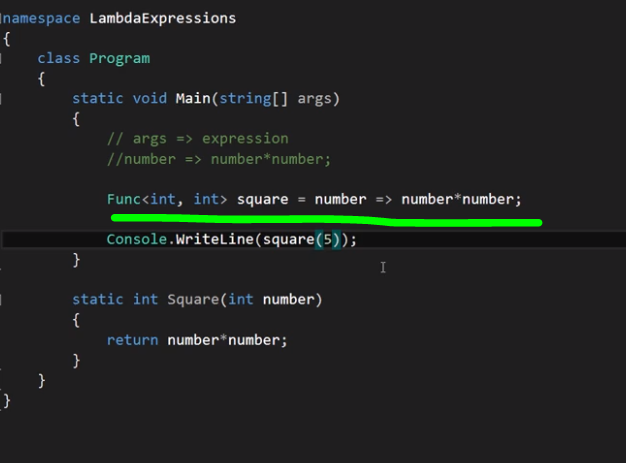 namespace LambdaExpressions
{
    class Program
    {
        static void Main(string[] args)
        {
            // args => expression
            //number => number*number;
            Func<int, int> square = number => number*number;
            Console.WriteLine(square(5));
        }
        static int Square(int number)
        {
            return number*number;
        }
    }
}